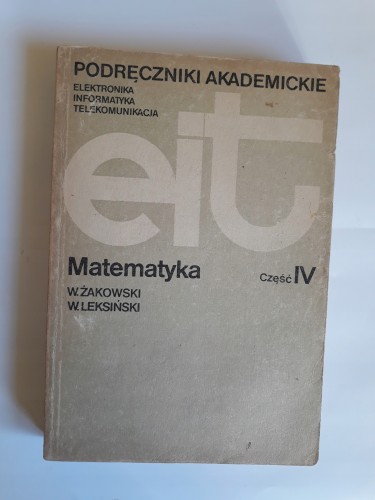 PODRĘCZNIKI AKADEMICKIE
ELEKTRONIKA
INFORMATYKA
TELEKOMUNIKACJA
eit
Matematyka
Część IV
W.ŻAKOWSKI
W.LEKSIŃSKI